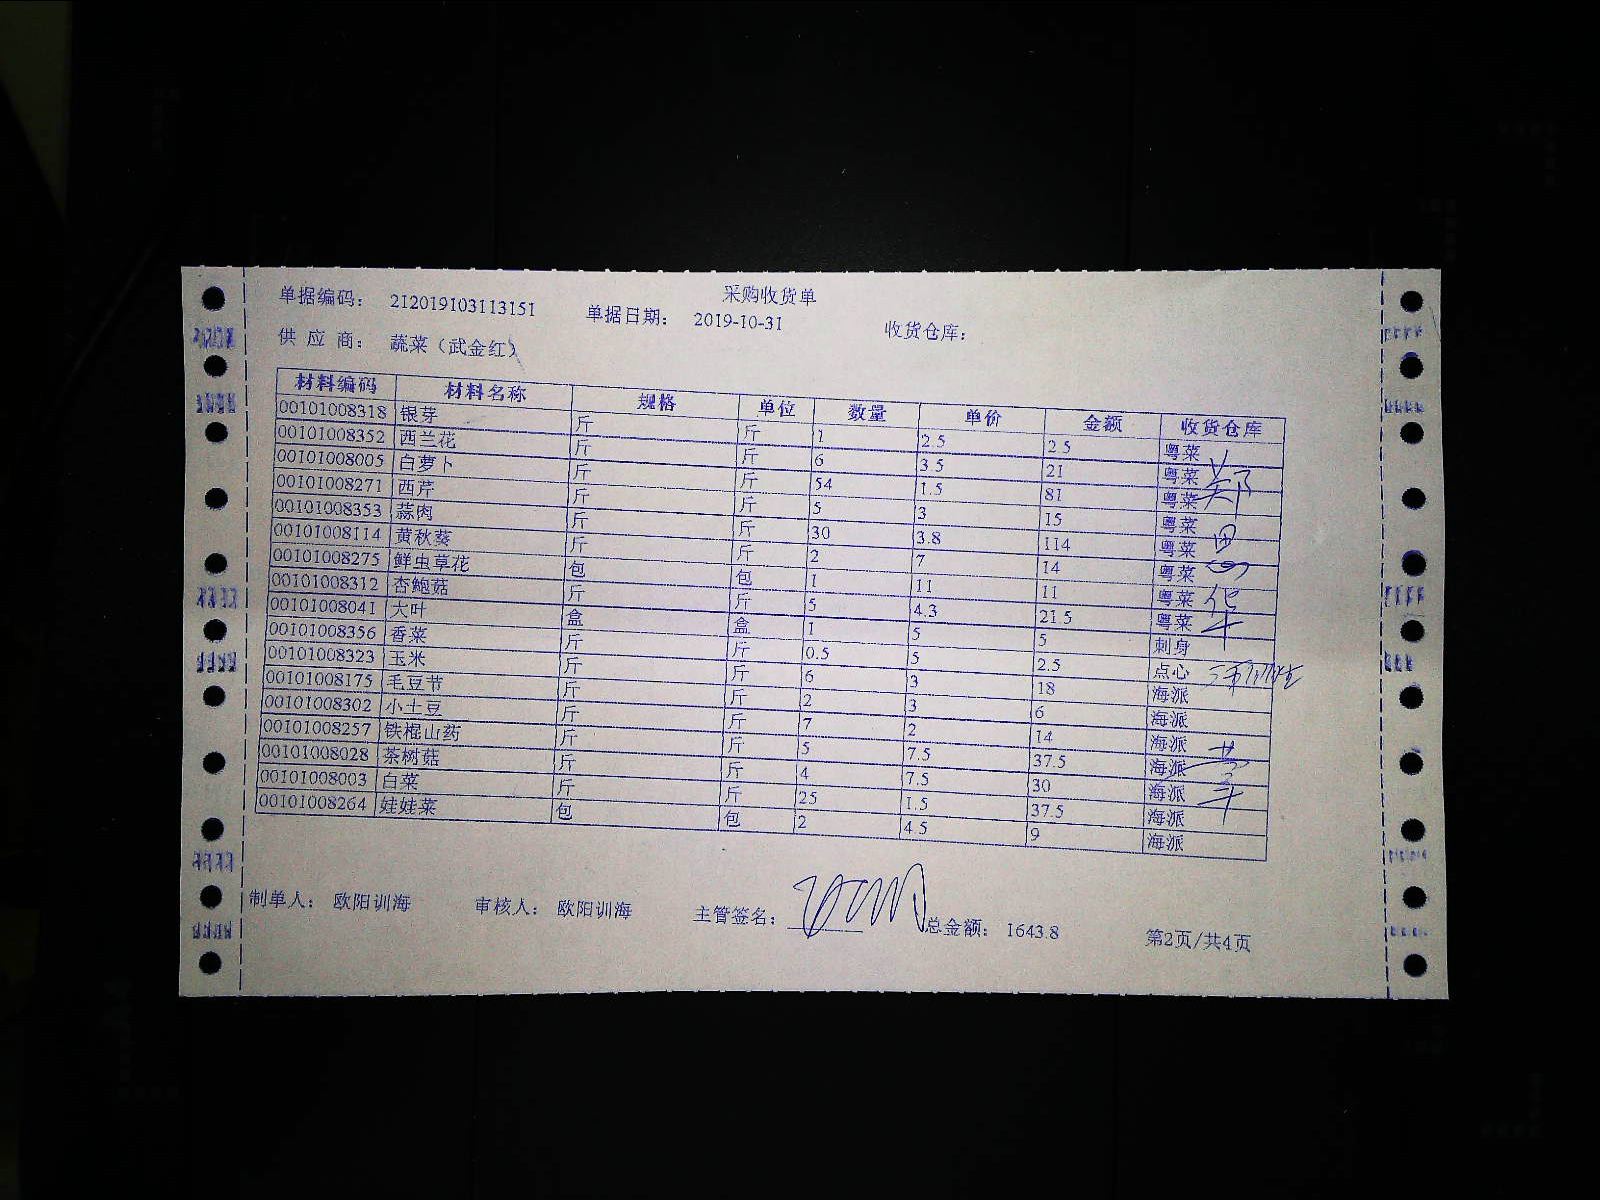 采购收货单
单据编码： 212019103113151 单据日期： 2019-10-31 收货仓库：
供 应 商： 蔬菜（武金红）
材料编码 材料名称 规格 单位 数量 单价 金额 收货仓库
00101008318 银芽 斤 斤 1 2.5 2.5 粤菜
00101008352 西兰花 斤 斤 6 3.5 21 粤菜
00101008005 白萝卜 斤 斤 54 1.5 81 粤菜
00101008271 西芹 斤 斤 5 3 15 粤菜
00101008353 蒜肉 斤 斤 30 3.8 114 粤菜
00101008114 黄秋葵 斤 斤 2 7 14 粤菜
00101008275 鲜虫草花 包 包 1 11 11 粤菜
00101008312 杏鲍菇 斤 斤 5 4.3 21.5 粤菜
00101008041 大叶 盒 盒 1 5 5 刺身
00101008356 香菜 斤 斤 0.5 5 2.5 点心
00101008323 玉米 斤 斤 6 3 18 海派
00101008175 毛豆节 斤 斤 2 3 6 海派
00101008302 小土豆 斤 斤 7 2 14 海派
00101008257 铁棍山药 斤 斤 5 7.5 37.5 海派
00101008028 茶树菇 斤 斤 4 7.5 30 海派
00101008003 白菜 斤 斤 25 1.5 37.5 海派
00101008264 娃娃菜 包 包 2 4.5 9 海派
制单人： 欧阳训海 审核人： 欧阳训海 主管签名： 总金额： 1643.8 第2页/共4页